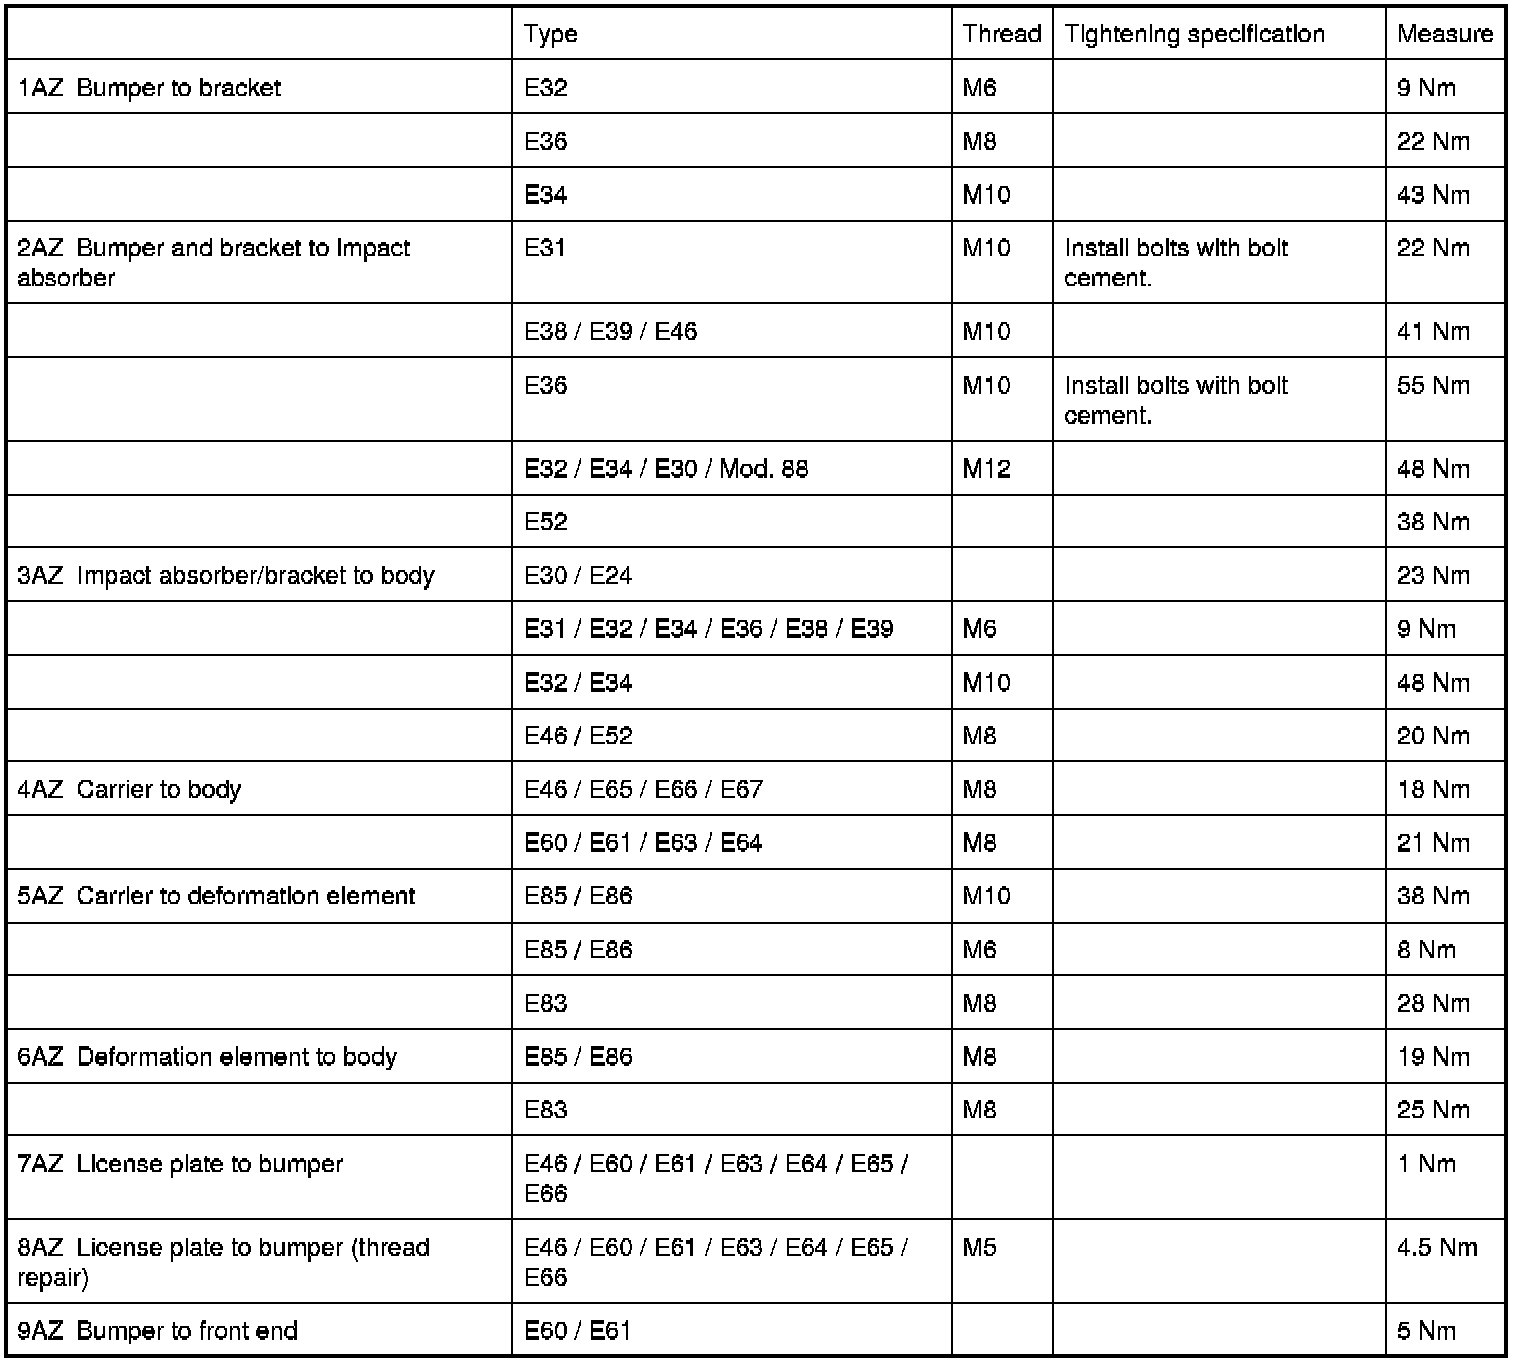 Type Thread Tightening specification Measure
1AZ Bumper to bracket E32 M6 9 Nm
E36 M8 22 Nm
E34 M10 43 Nm
2AZ Bumper and bracket to impact E31 M10 Install bolts with bolt 22 Nm
absorber cement.
E38 / E39 / E46 M10 41 Nm
E36 M10 Install bolts with bolt 55 Nm
cement.
E32 / E34 / E30 / Mod. 88 M12 48 Nm
E52 38 Nm
3AZ Impact absorber/bracket to body E30 / E24 23 Nm
E31 / E32 / E34 / E36 / E38 / E39 M6 9 Nm
E32 / E34 M10 48 Nm
E46 / E52 M8 20 Nm
4AZ Carrier to body E46 / E65 / E66 / E67 M8 18 Nm
E60 / E61 / E63 / E64 M8 21 Nm
5AZ Carrier to deformation element E85 / E86 M10 38 Nm
E85 / E86 M6 8 Nm
E83 M8 28 Nm
6AZ Deformation element to body E85 / E86 M8 19 Nm
E83 M8 25 Nm
7AZ License plate to bumper E46 / E60 / E61 / E63 / E64 / E65 / 1 Nm
E66
8AZ License plate to bumper (thread E46 / E60 / E61 / E63 / E64 / E65 / M5 4.5 Nm
repair) E66
9AZ Bumper to front end E60 / E61 5 Nm